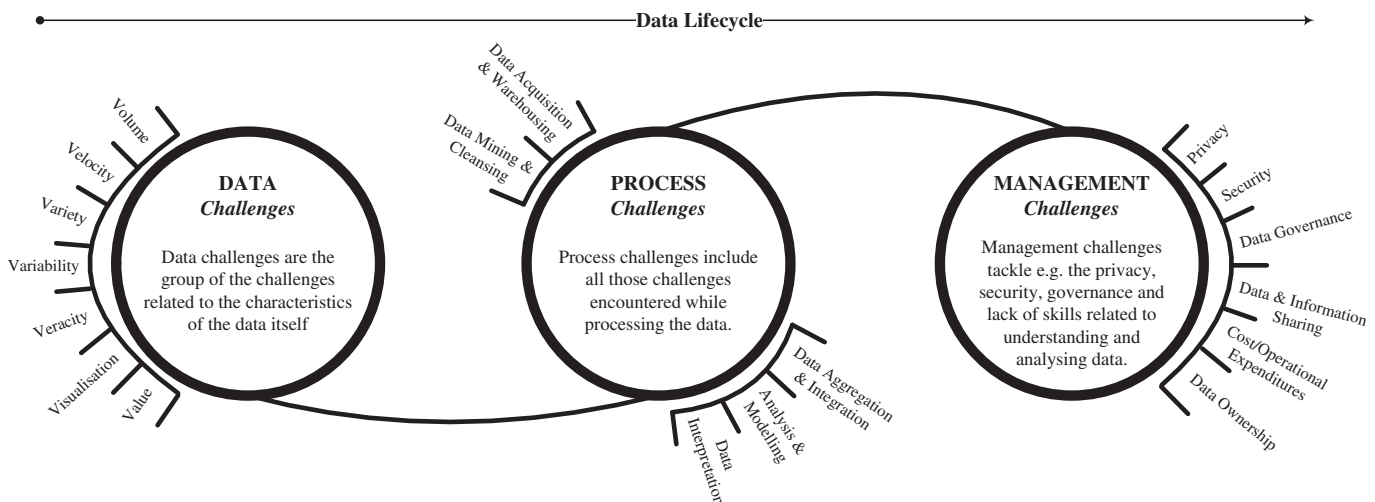 Data Lifecycle
Volume
Velocity
Variety
Variability
Veracity
Visualisation
Value
DATA
Challenges
Data challenges are the
group of the challenges
related to the characteristics
of the data itself
Data Acquisition
& Warehousing
Data Mining &
Cleansing
PROCESS
Challenges
Process challenges include
all those challenges
encountered while
processing the data.
Data Aggregation
& Integration
Analysis &
Modelling
Data
Interpretation
MANAGEMENT
Challenges
Management challenges
tackle e.g. the privacy,
security, governance and
lack of skills related to
understanding and
analysing data.
Privacy
Security
Data Governance
Data & Information
Sharing
Cost/Operational
Expenditures
Data Ownership